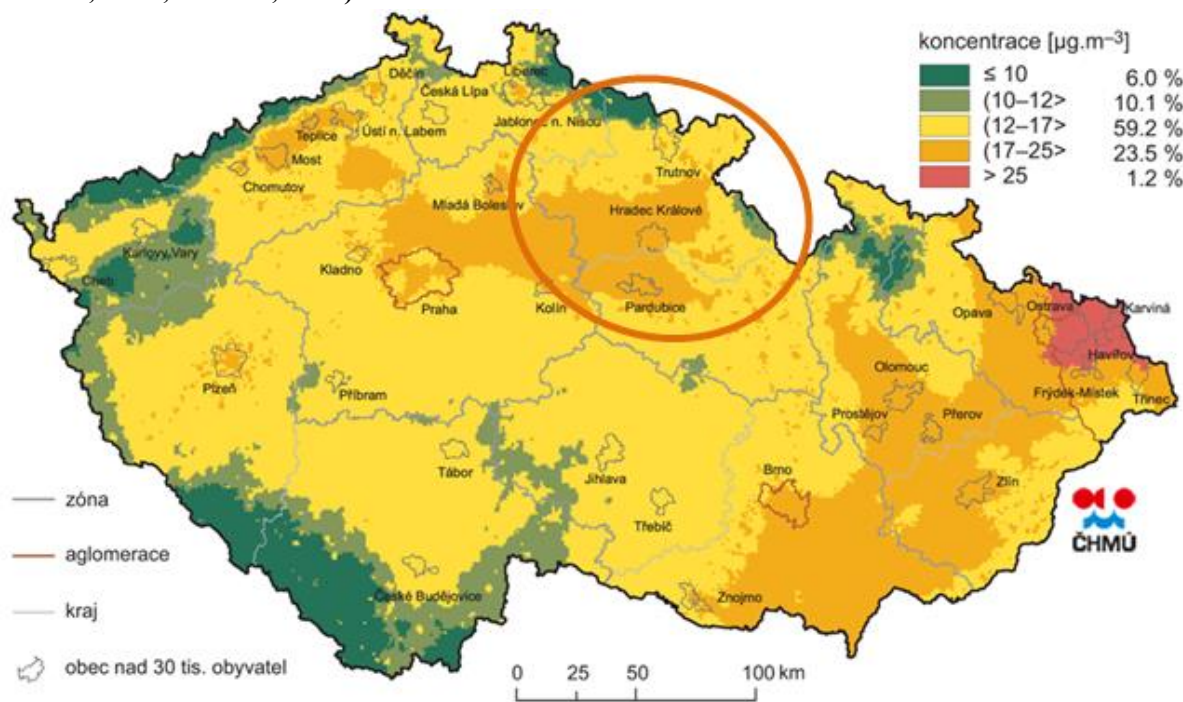 koncentrace [µg.m–3]
≤ 10 6.0 %
(10–12> 10.1 %
(12–17> 59.2 %
(17–25> 23.5 %
> 25 1.2 %
Děčín
Liberec
Česká Lípa
Jablonec n. Nisou
Teplice
Ústí n. Labem
Most
Chomutov
Trutnov
Mladá Boleslav
Hradec Králové
Karlovy Vary
Cheb
Kladno
Praha
Kolín
Pardubice
Opava
Ostrava
Karviná
Havířov
Olomouc
Frýdek-Místek
Třinec
Plzeň
Příbram
Prostějov
Přerov
Tábor
Jihlava
Brno
Zlín
Třebíč
zóna
ČHMÚ
aglomerace
České Budějovice
Znojmo
kraj
obec nad 30 tis. obyvatel
0 25 50 100 km